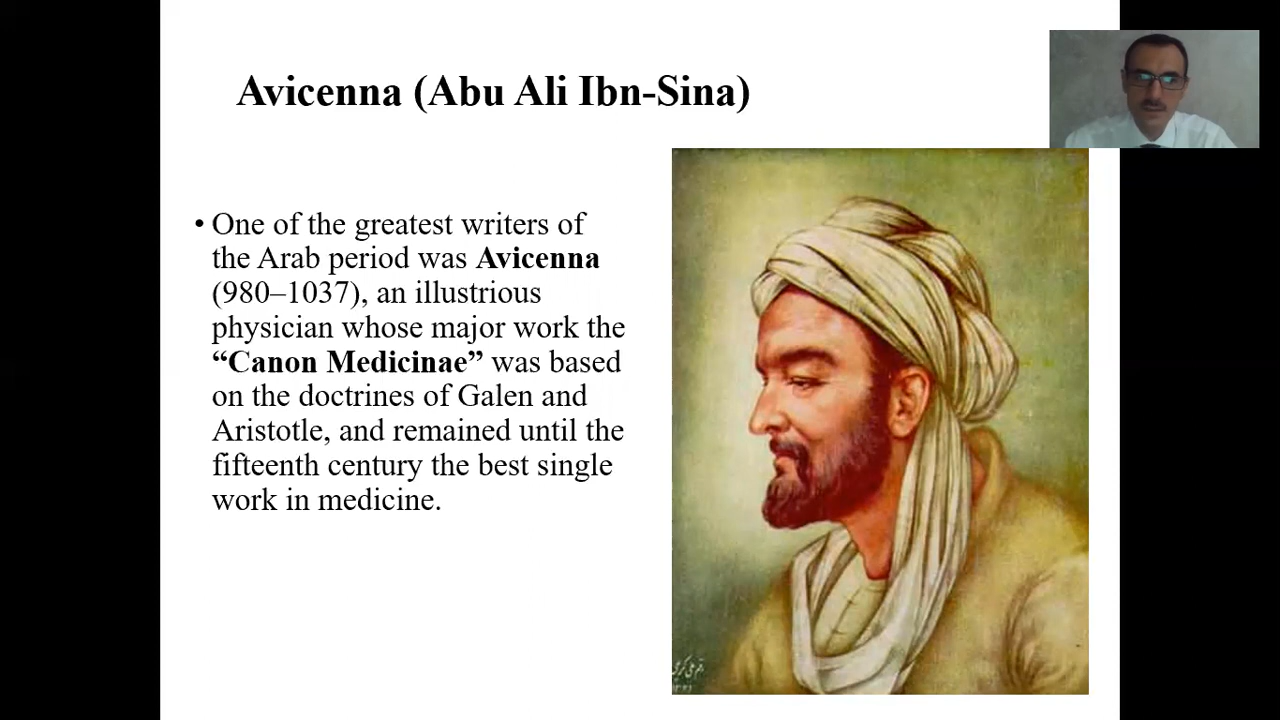 Avicenna (Abu Ali Ibn-Sina)
• One of the greatest writers of
the Arab period was Avicenna
(980–1037), an illustrious
physician whose major work the
“Canon Medicinae” was based
on the doctrines of Galen and
Aristotle, and remained until the
fifteenth century the best single
work in medicine.